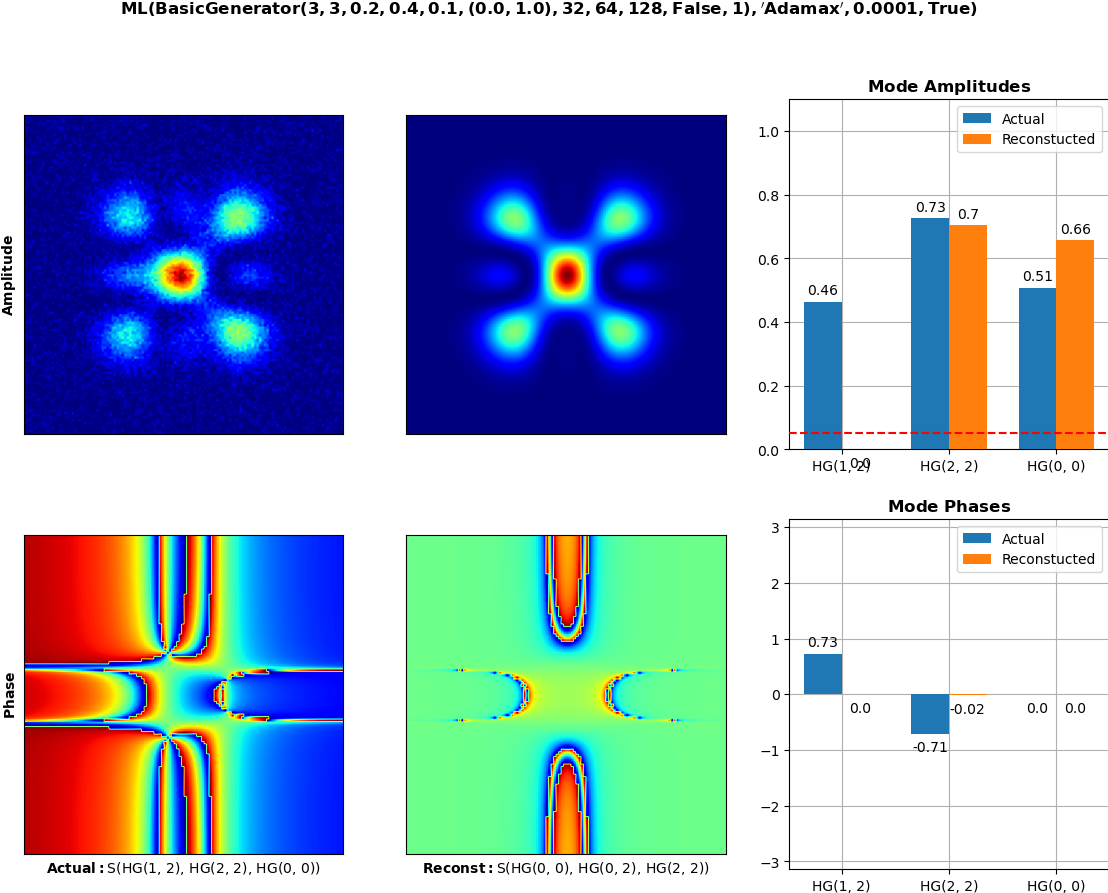 ML(BasicGenerator(3, 3, 0.2, 0.4, 0.1, (0.0, 1.0), 32, 64, 128, False, 1), ′Adamax′, 0.0001, True)
Amplitude
Mode Amplitudes
Actual
Reconstucted
1.0
0.8
0.6
0.4
0.2
0.0
0.46
0.0
0.73
0.7
0.51
0.66
HG(1, 2)
HG(2, 2)
HG(0, 0)
Phase
Actual: S(HG(1, 2), HG(2, 2), HG(0, 0))
Reconst: S(HG(0, 0), HG(0, 2), HG(2, 2))
Mode Phases
Actual
Reconstucted
3
2
1
0
−1
−2
−3
0.73
0.0
-0.71
-0.02
0.0
0.0
HG(1, 2)
HG(2, 2)
HG(0, 0)